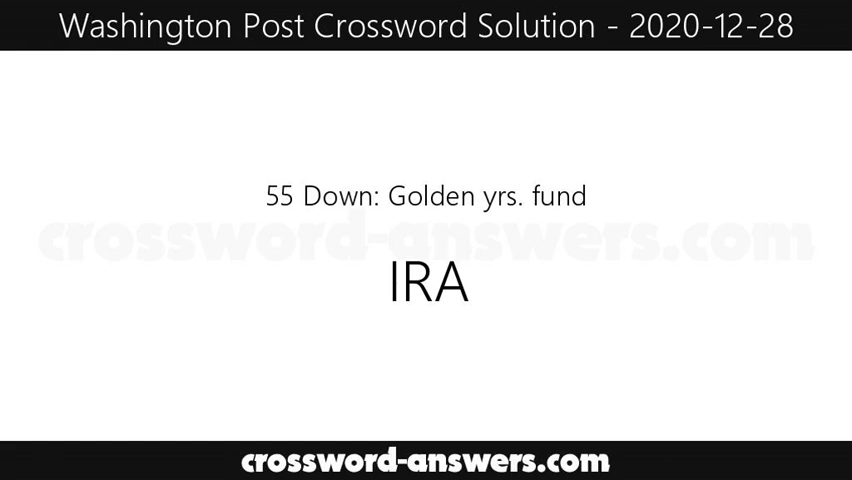 Washington Post Crossword Solution - 2020-12-28
55 Down: Golden yrs. fund
crossword-answers.com
IRA
crossword-answers.com